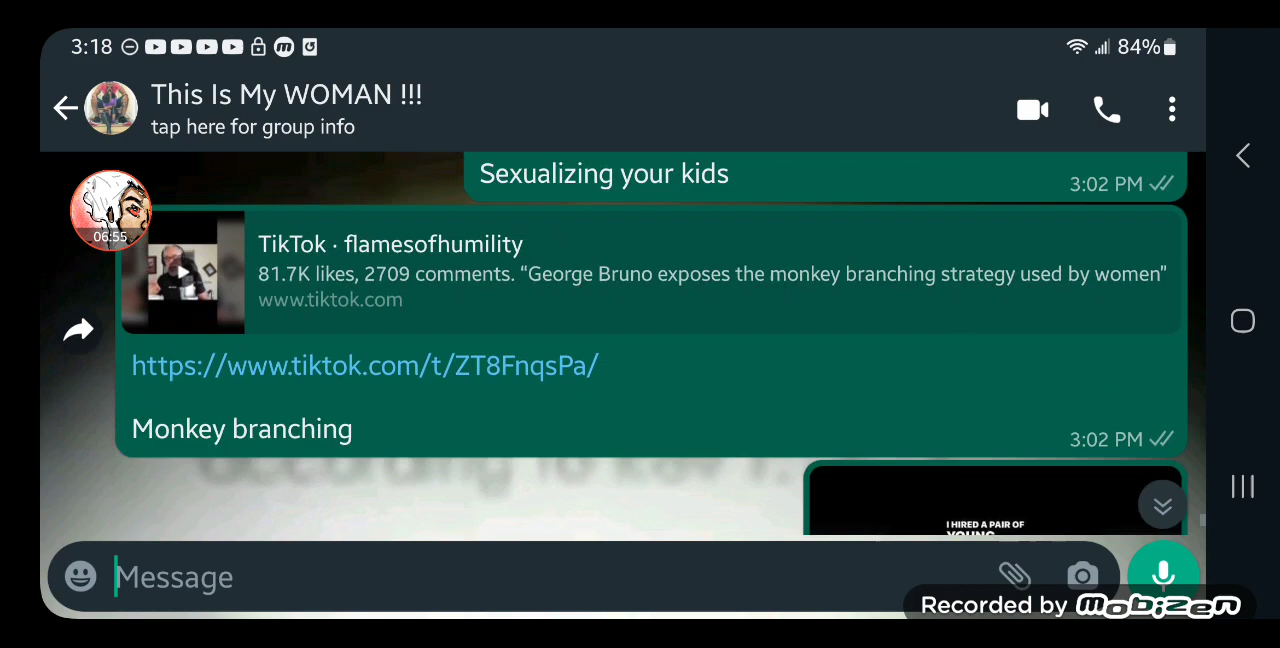 3:18
84%
This Is My WOMAN !!!
tap here for group info
Sexualizing your kids
3:02 PM
06:55
TikTok · flamesofhumility
81.7K likes, 2709 comments. “George Bruno exposes the monkey branching strategy used by women”
www.tiktok.com
https://www.tiktok.com/t/ZT8FnqsPa/
Monkey branching
3:02 PM
I HIRED A PAIR OF
YOUNG
Message
Recorded by mobizen